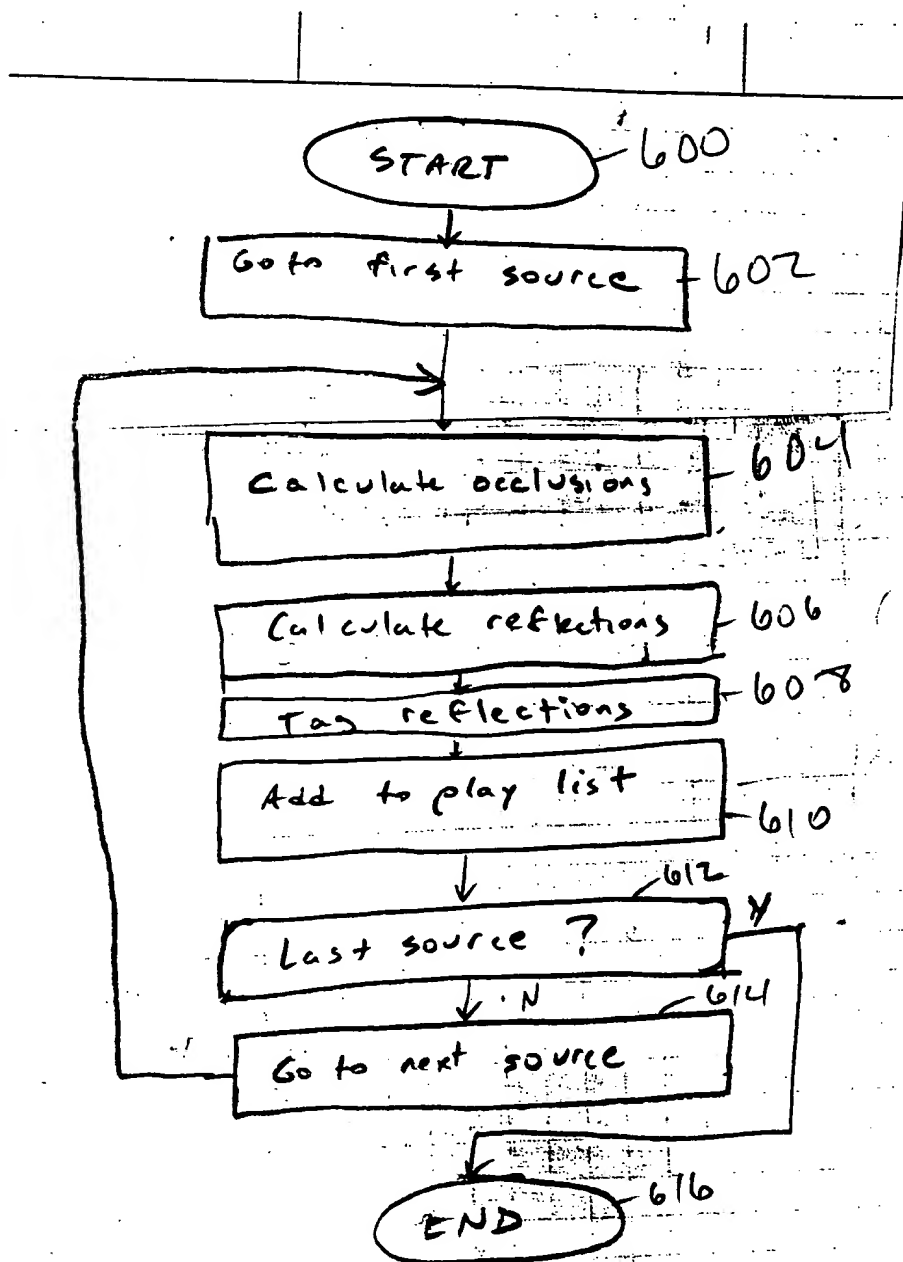 START 600
Go to first source 602
Calculate occlusions 604
Calculate reflections 606
Tag reflections 608
Add to play list 610
612
Last source ? Y
N
614
Go to next source
END 616